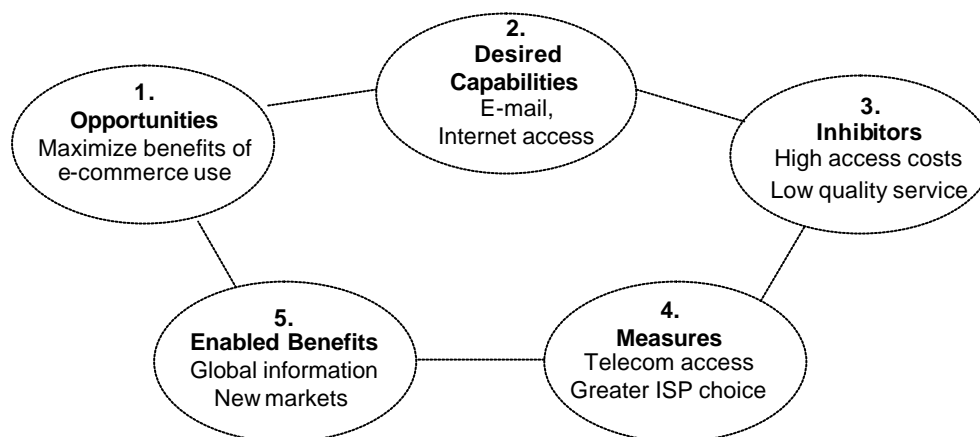 1.
Opportunities
Maximize benefits of
e-commerce use
2.
Desired
Capabilities
E-mail,
Internet access
3.
Inhibitors
High access costs
Low quality service
4.
Measures
Telecom access
Greater ISP choice
5.
Enabled Benefits
Global information
New markets